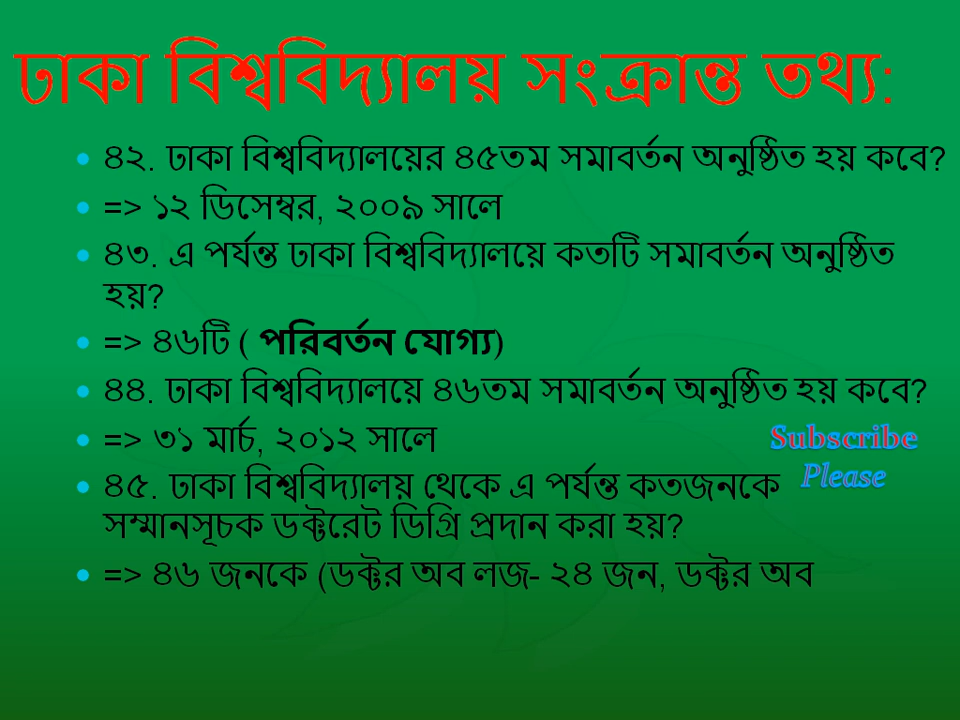 ঢাকা বিশ্ববিদ্যালয় সংক্রান্ত তথ্য:
৪২. ঢাকা বিশ্ববিদ্যালয়ের ৪৫তম সমাবর্তন অনুষ্ঠিত হয় কবে?
=> ১২ ডিসেম্বর, ২০০৯ সালে
৪৩. এ পর্যন্ত ঢাকা বিশ্ববিদ্যালয়ে কতটি সমাবর্তন অনুষ্ঠিত
হয়?
=> ৪৬টি ( পরিবর্তন যোগ্য)
৪৪. ঢাকা বিশ্ববিদ্যালয়ে ৪৬তম সমাবর্তন অনুষ্ঠিত হয় কবে?
=> ৩১ মার্চ, ২০১২ সালে
Subscribe
Please
৪৫. ঢাকা বিশ্ববিদ্যালয় থেকে এ পর্যন্ত কতজনকে
সম্মানসূচক ডক্টরেট ডিগ্রি প্রদান করা হয়?
=> ৪৬ জনকে (ডক্টর অব লজ- ২৪ জন, ডক্টর অব